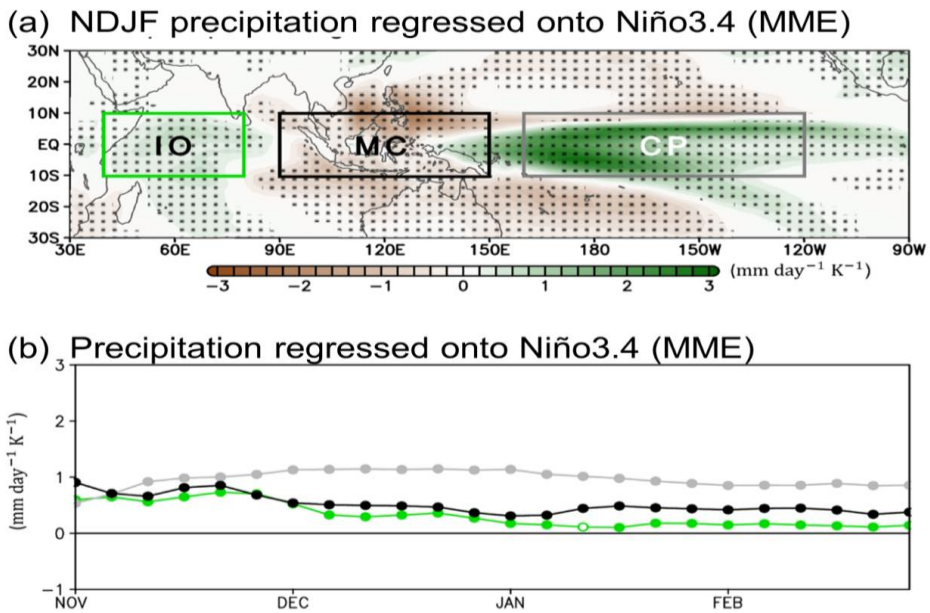 (a) NDJF precipitation regressed onto Niño3.4 (MME)
30N
20N
10N
EQ
10S
20S
30S
IO
MC
CP
30E 60E 90E 120E 150E 180 150W 120W 90W
−3 −2 −1 0 1 2 3 (mm day⁻¹ K⁻¹)
(b) Precipitation regressed onto Niño3.4 (MME)
3
2
1
0
−1
(mm day⁻¹ K⁻¹)
NOV DEC JAN FEB